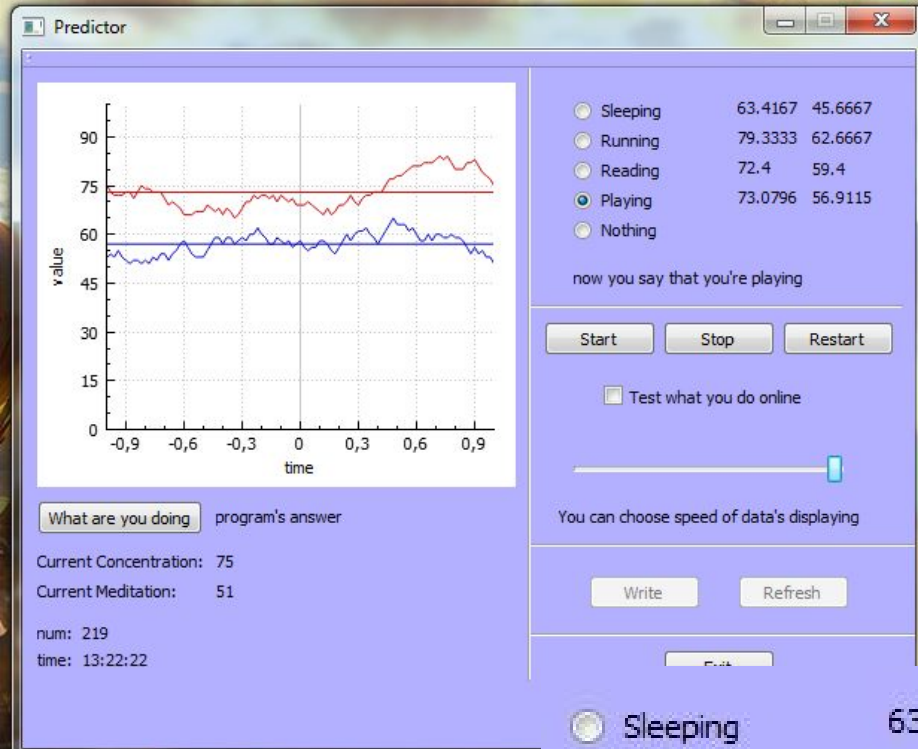 Predictor
90
75
60
45
30
15
0
value
-0,9 -0,6 -0,3 0 0,3 0,6 0,9
time
Sleeping 63.4167 45.6667
Running 79.3333 62.6667
Reading 72.4 59.4
Playing 73.0796 56.9115
Nothing
now you say that you're playing
Start Stop Restart
Test what you do online
You can choose speed of data's displaying
What are you doing program's answer
Current Concentration: 75
Current Meditation: 51
num: 219
time: 13:22:22
Write Refresh
Exit
Sleeping 63